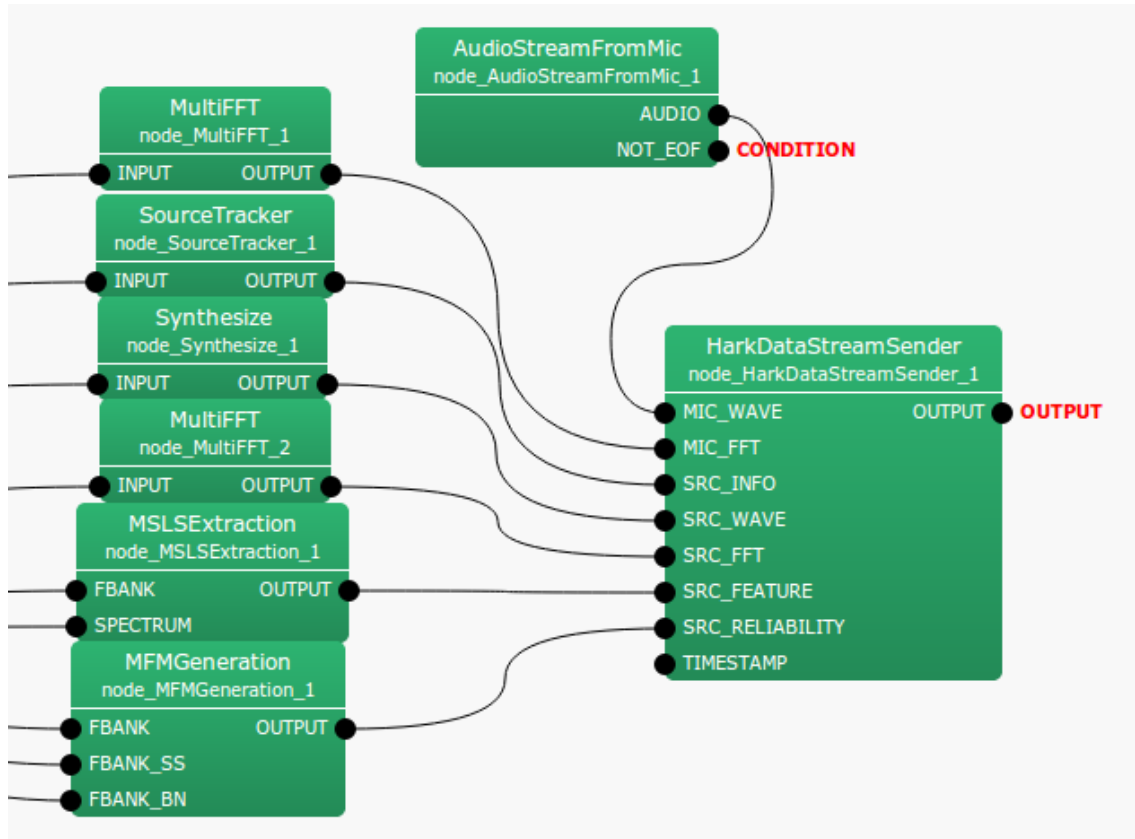 AudioStreamFromMic
node_AudioStreamFromMic_1
AUDIO
NOT_EOF CONDITION
MultiFFT
node_MultiFFT_1
INPUT OUTPUT
SourceTracker
node_SourceTracker_1
INPUT OUTPUT
Synthesize
node_Synthesize_1
INPUT OUTPUT
MultiFFT
node_MultiFFT_2
INPUT OUTPUT
MSLSExtraction
node_MSLSExtraction_1
FBANK OUTPUT
SPECTRUM
MFMGeneration
node_MFMGeneration_1
FBANK OUTPUT
FBANK_SS
FBANK_BN
HarkDataStreamSender
node_HarkDataStreamSender_1
MIC_WAVE OUTPUT OUTPUT
MIC_FFT
SRC_INFO
SRC_WAVE
SRC_FFT
SRC_FEATURE
SRC_RELIABILITY
TIMESTAMP